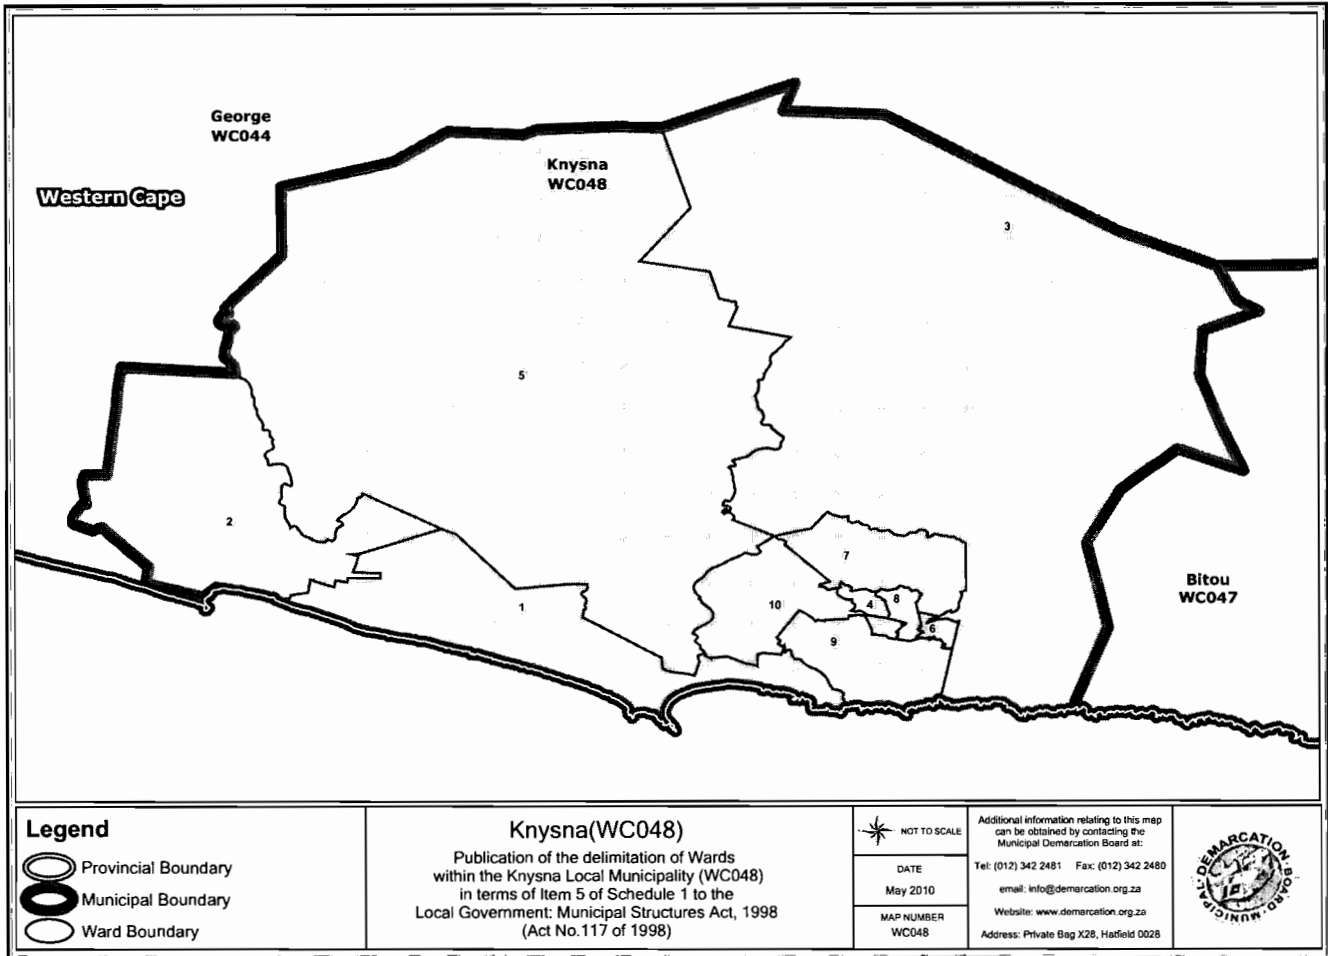 George
WC044
Western Cape
Knysna
WC048
3
5
2
7
1
10
4
8
6
9
Bitou
WC047
Legend
Provincial Boundary
Municipal Boundary
Ward Boundary
Knysna(WC048)
Publication of the delimitation of Wards
within the Knysna Local Municipality (WC048)
in terms of Item 5 of Schedule 1 to the
Local Government: Municipal Structures Act, 1998
(Act No.117 of 1998)
NOT TO SCALE
DATE
May 2010
MAP NUMBER
WC048
Additional information relating to this map
can be obtained by contacting the
Municipal Demarcation Board at:
Tel: (012) 342 2481 Fax: (012) 342 2480
email: info@demarcation.org.za
Website: www.demarcation.org.za
Address: Private Bag X28, Hatfield 0028
MUNICIPAL DEMARCATION BOARD